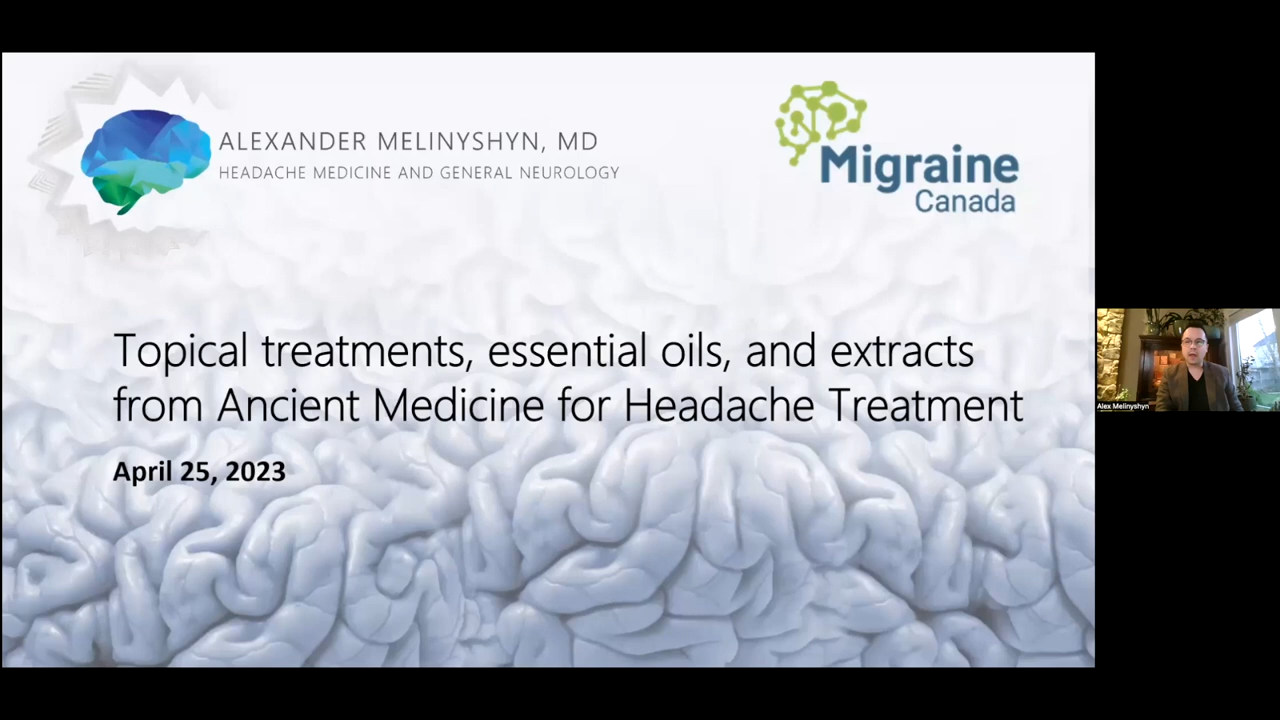 ALEXANDER MELINYSHYN, MD
HEADACHE MEDICINE AND GENERAL NEUROLOGY
Migraine
Canada
Topical treatments, essential oils, and extracts
from Ancient Medicine for Headache Treatment
April 25, 2023
Alex Melinyshyn